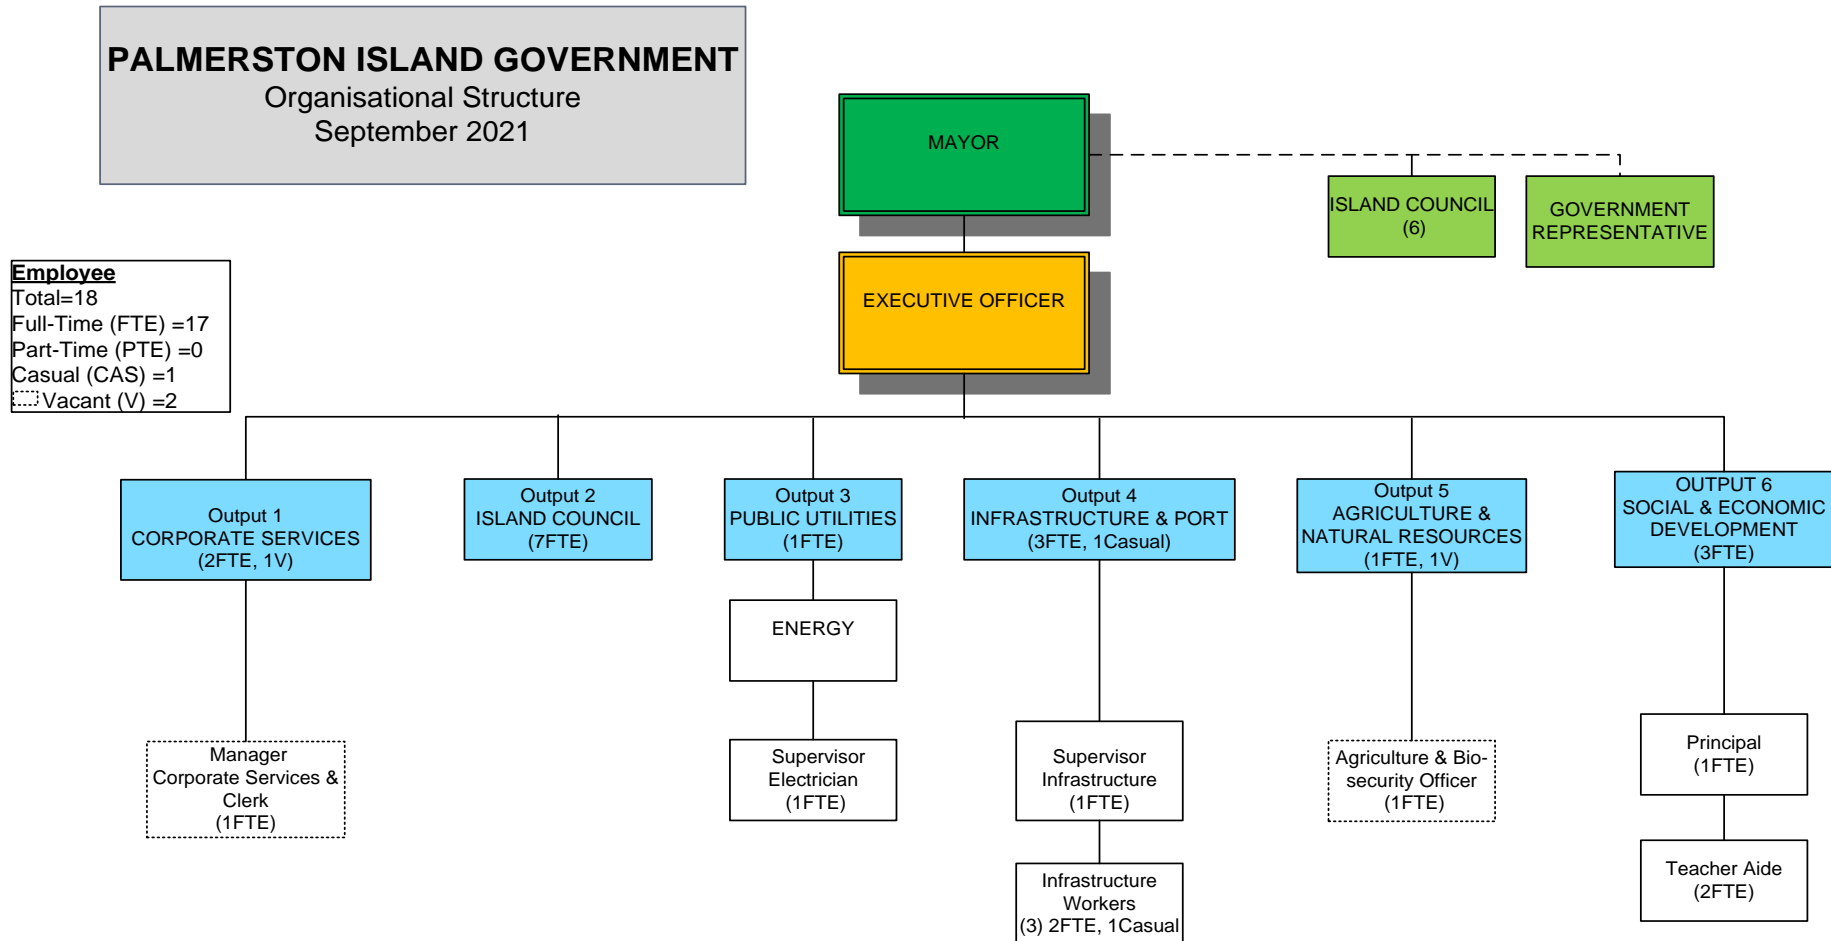 PALMERSTON ISLAND GOVERNMENT
Organisational Structure
September 2021
MAYOR
ISLAND COUNCIL
(6)
GOVERNMENT
REPRESENTATIVE
Employee
Total=18
Full-Time (FTE) =17
Part-Time (PTE) =0
Casual (CAS) =1
Vacant (V) =2
EXECUTIVE OFFICER
Output 1
CORPORATE SERVICES
(2FTE, 1V)
Output 2
ISLAND COUNCIL
(7FTE)
Output 3
PUBLIC UTILITIES
(1FTE)
Output 4
INFRASTRUCTURE & PORT
(3FTE, 1Casual)
Output 5
AGRICULTURE &
NATURAL RESOURCES
(1FTE, 1V)
OUTPUT 6
SOCIAL & ECONOMIC
DEVELOPMENT
(3FTE)
ENERGY
Manager
Corporate Services &
Clerk
(1FTE)
Supervisor
Electrician
(1FTE)
Supervisor
Infrastructure
(1FTE)
Agriculture & Bio-
security Officer
(1FTE)
Principal
(1FTE)
Infrastructure
Workers
(3) 2FTE, 1Casual
Teacher Aide
(2FTE)